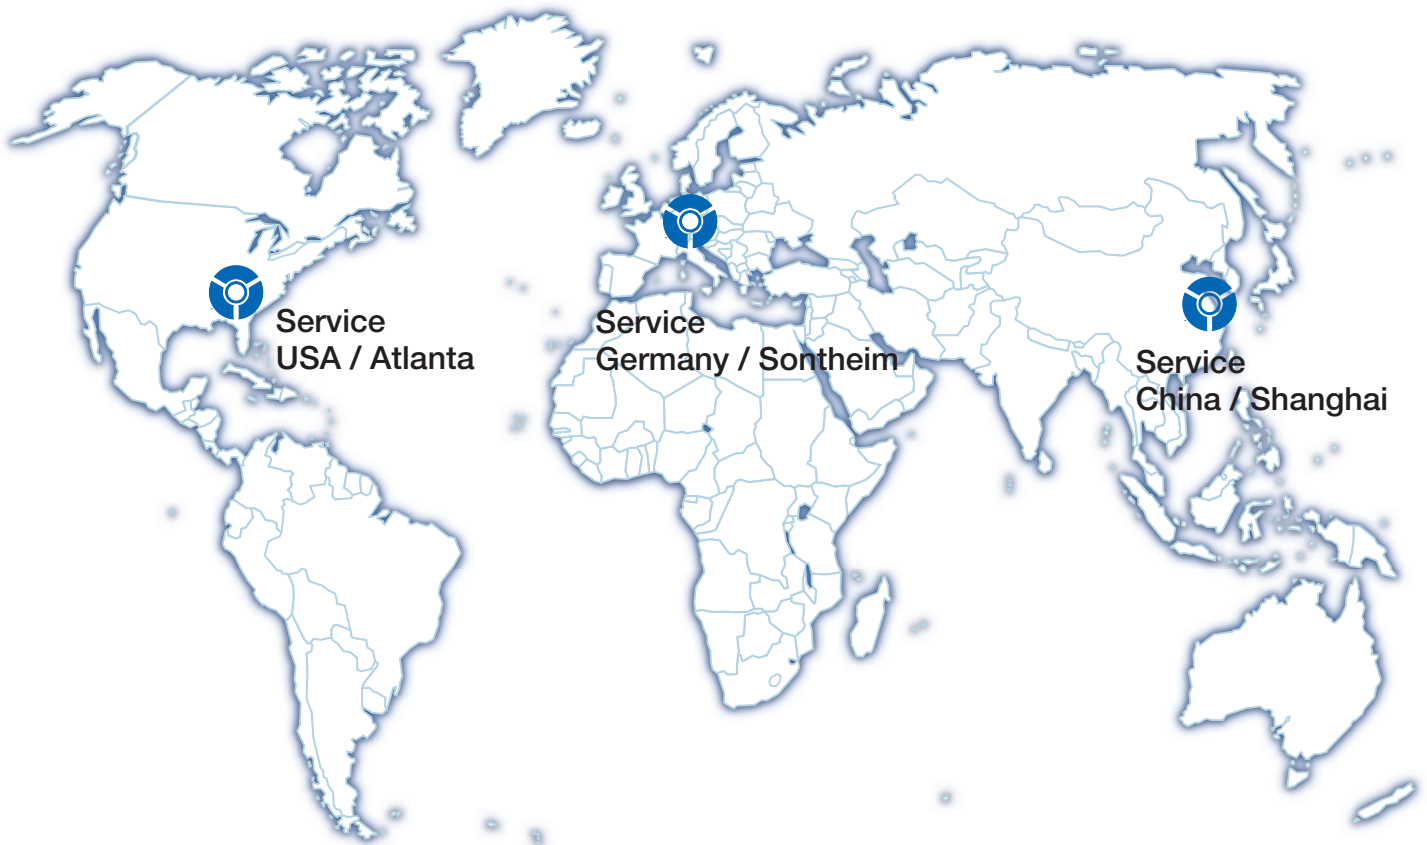 Service
USA / Atlanta
Service
Germany / Sontheim
Service
China / Shanghai